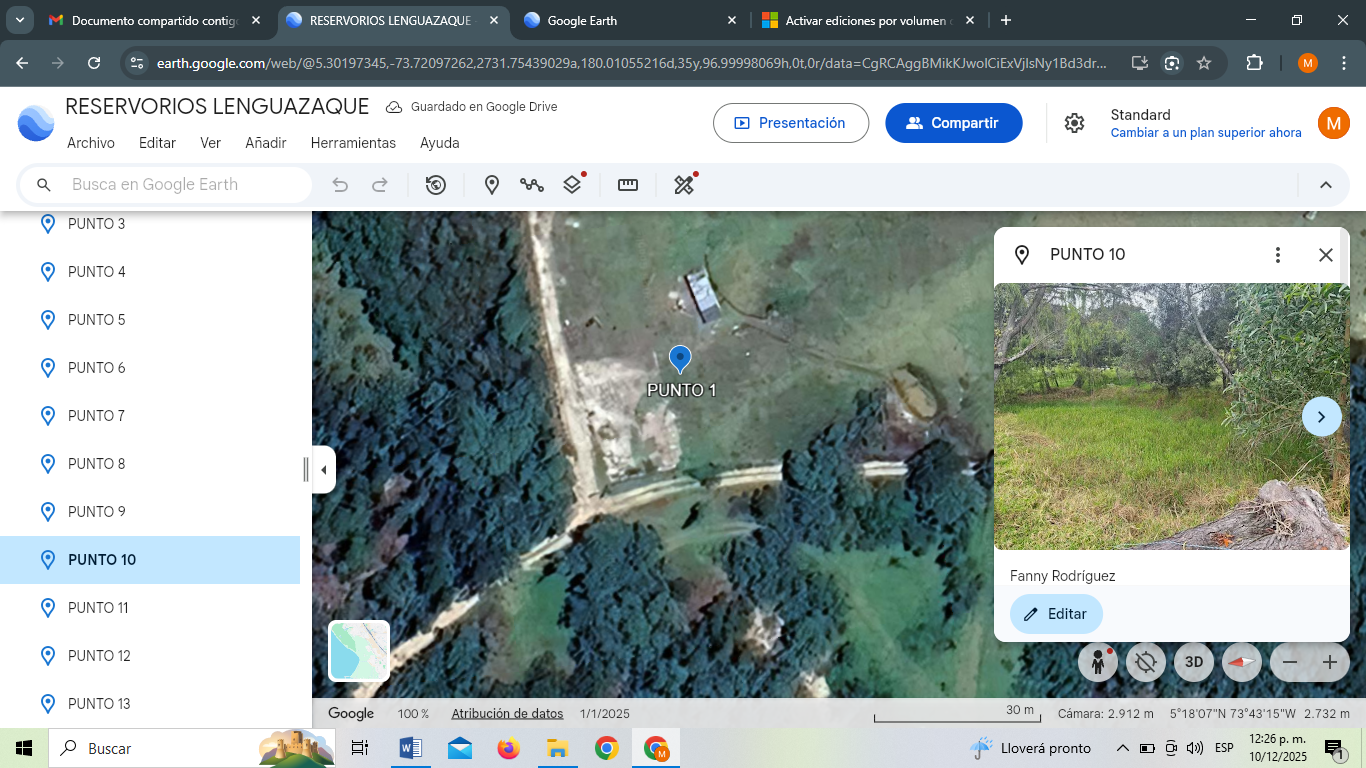 Documento compartido contig
RESERVORIOS LENGUAZAQUE
Google Earth
Activar ediciones por volumen
earth.google.com/web/@5.30197345,-73.72097262,2731.75439029a,180.01055216d,35y,96.99998069h,0t,0r/data=CgRCAggBMikKJwolCiExVjlsNy1Bd3dr...
M
RESERVORIOS LENGUAZAQUE
Guardado en Google Drive
Archivo Editar Ver Añadir Herramientas Ayuda
Presentación
Compartir
Standard
Cambiar a un plan superior ahora
M
Busca en Google Earth
PUNTO 3
PUNTO 4
PUNTO 5
PUNTO 6
PUNTO 7
PUNTO 8
PUNTO 9
PUNTO 10
PUNTO 11
PUNTO 12
PUNTO 13
PUNTO 1
PUNTO 10
Fanny Rodríguez
Editar
3D
Google 100 % Atribución de datos 1/1/2025 30 m Cámara: 2.912 m 5°18'07"N 73°43'15"W 2.732 m
Buscar
Lloverá pronto
ESP
12:26 p. m.
10/12/2025
1